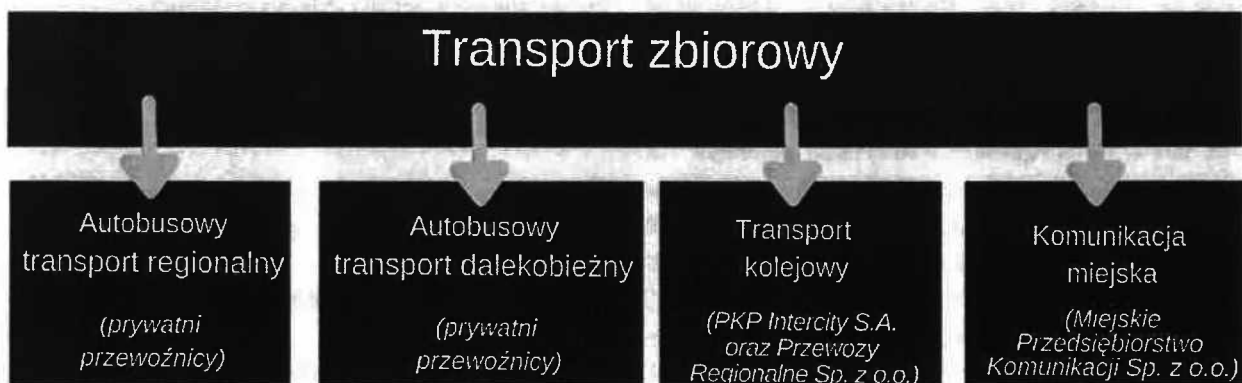 Transport zbiorowy
Autobusowy
transport regionalny
(prywatni
przewoźnicy)
Autobusowy
transport dalekobieżny
(prywatni
przewoźnicy)
Transport
kolejowy
(PKP Intercity S.A.
oraz Przewozy
Regionalne Sp. z o.o.)
Komunikacja
miejska
(Miejskie
Przedsiębiorstwo
Komunikacji Sp. z o.o.)